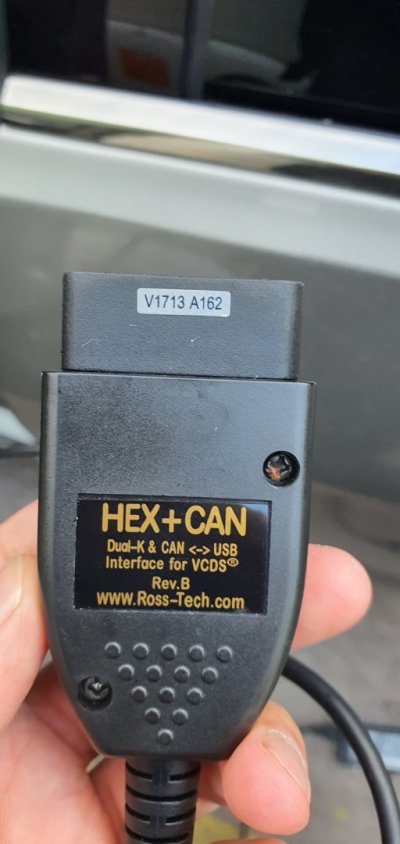 V1713 A162
HEX+CAN
Dual-K & CAN <-> USB
Interface for VCDS®
Rev.B
www.Ross-Tech.com